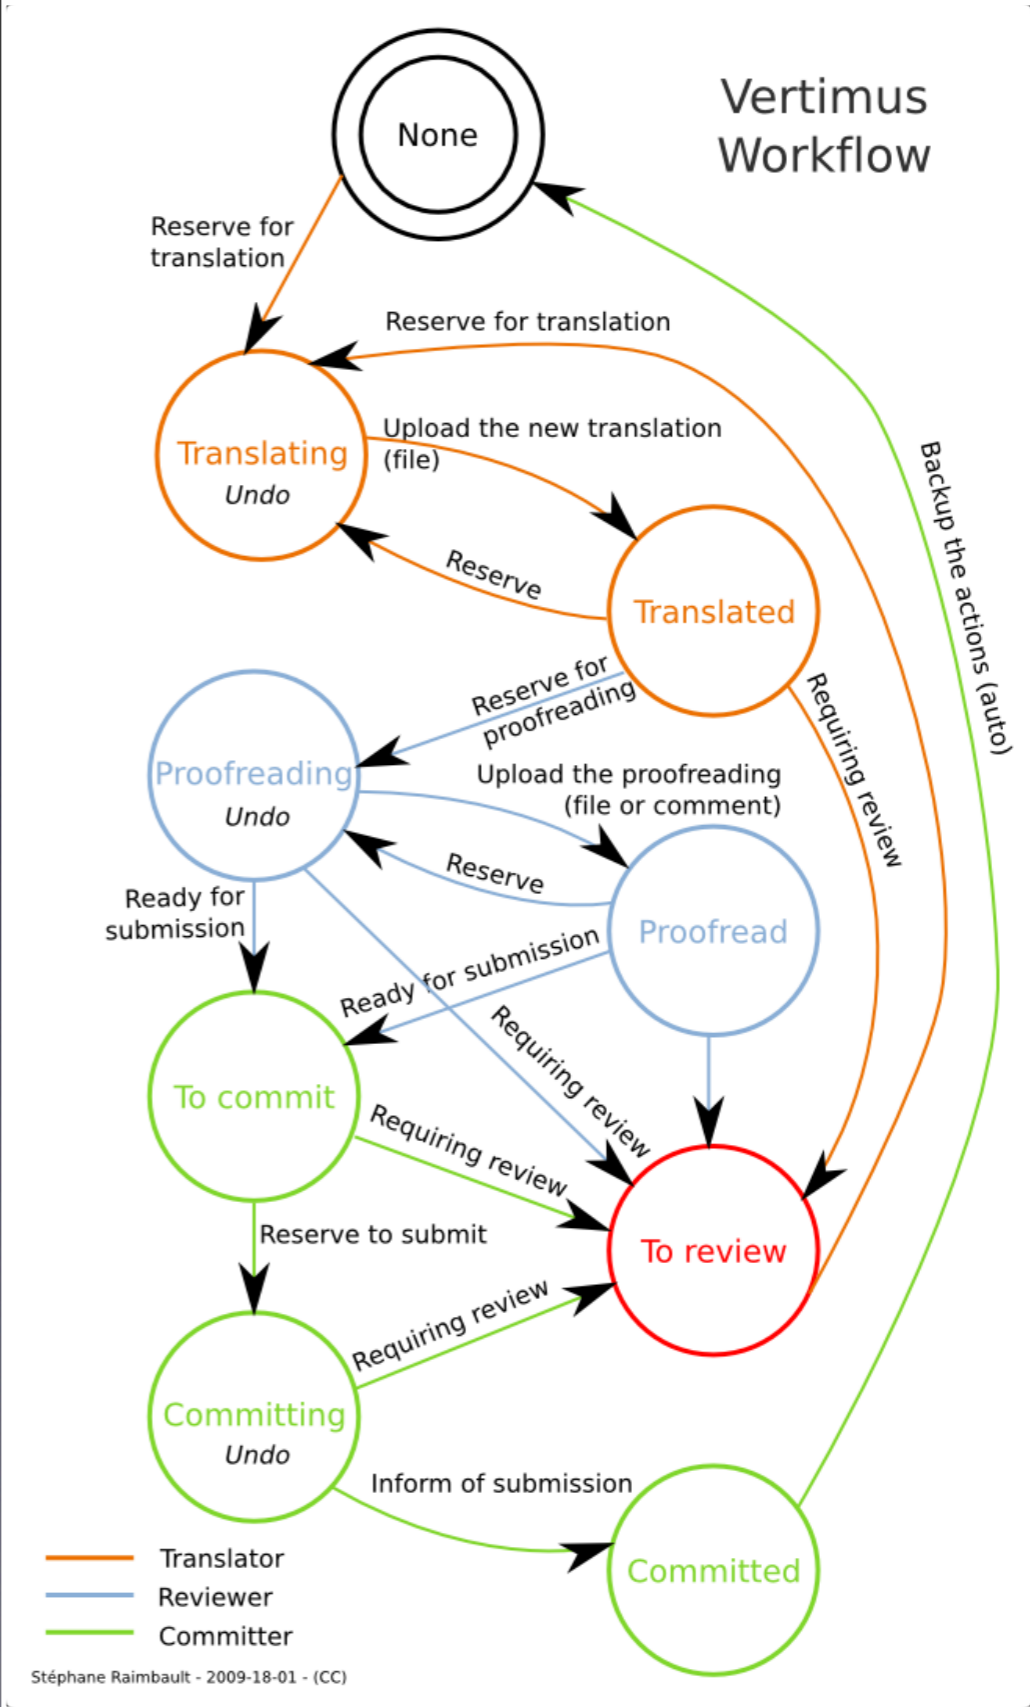 None
Vertimus
Workflow
Reserve for
translation
Reserve for translation
Upload the new translation
(file)
Translating
Undo
Reserve
Translated
Backup the actions (auto)
Reserve for
proofreading
Requiring review
Proofreading
Undo
Upload the proofreading
(file or comment)
Reserve
Ready for
submission
Proofread
Ready for submission
Requiring review
To commit
Requiring review
Reserve to submit
To review
Requiring review
Committing
Undo
Inform of submission
Committed
Translator
Reviewer
Committer
Stéphane Raimbault - 2009-18-01 - (CC)